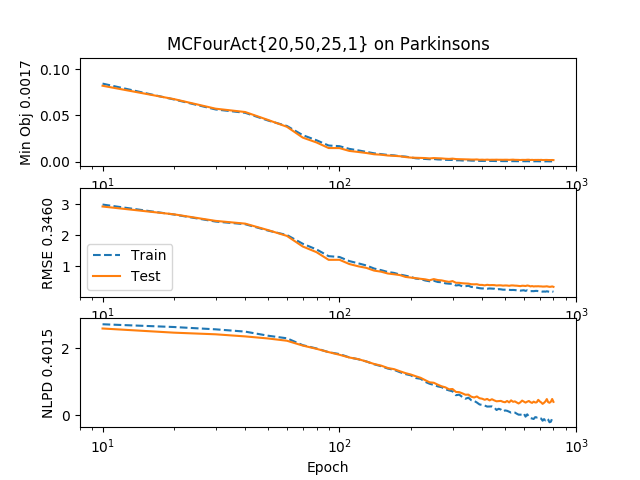 MCFourAct{20,50,25,1} on Parkinsons
Min Obj 0.0017
0.10
0.05
0.00
10¹ 10² 10³
RMSE 0.3460
3
2
1
Train
Test
10¹ 10² 10³
NLPD 0.4015
2
0
10¹ 10² 10³
Epoch